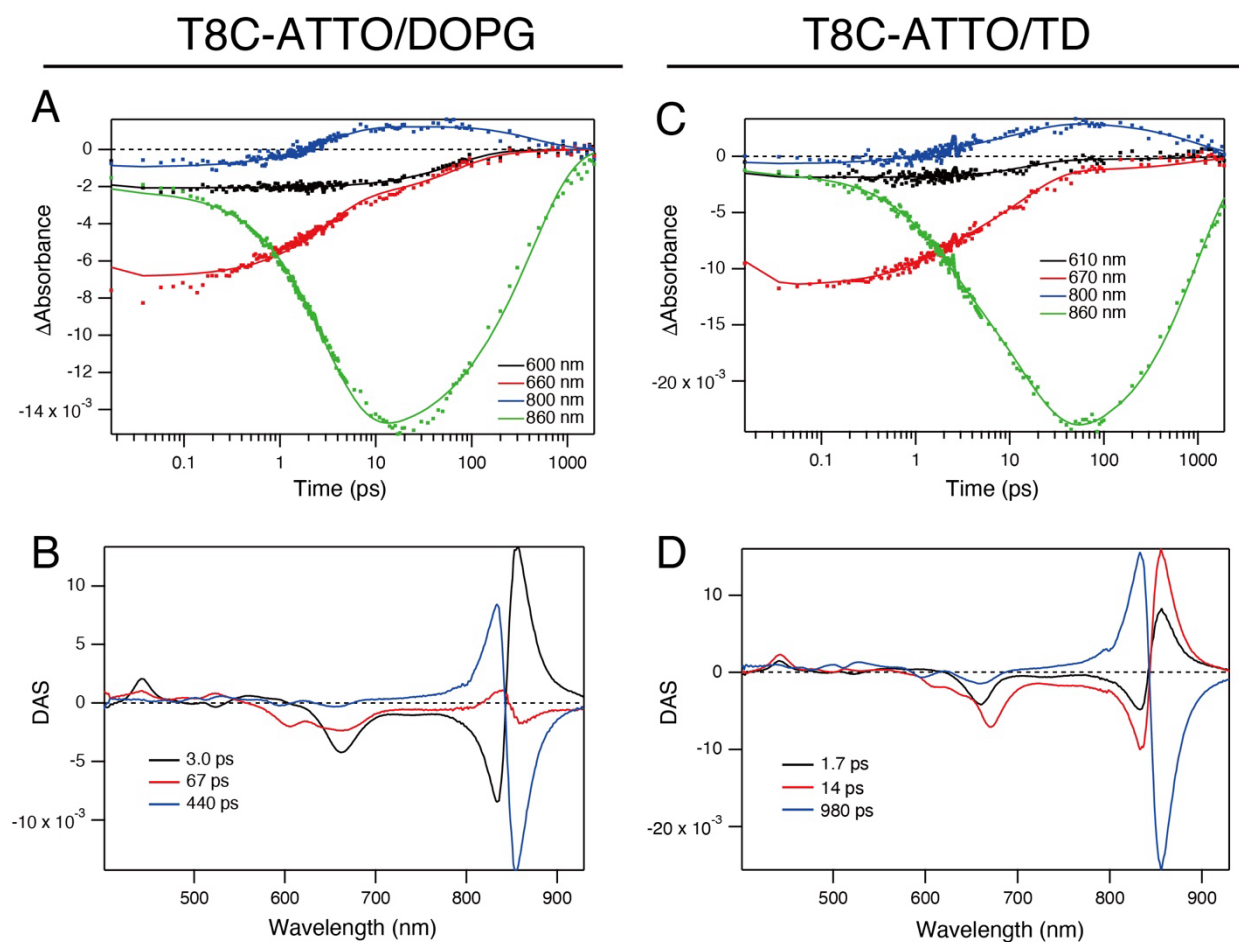 T8C-ATTO/DOPG
T8C-ATTO/TD
A
0
-2
-4
-6
-8
-10
-12
-14 x 10⁻³
ΔAbsorbance
600 nm
660 nm
800 nm
860 nm
0.1 1 10 100 1000
Time (ps)
C
0
-5
-10
-15
-20 x 10⁻³
ΔAbsorbance
610 nm
670 nm
800 nm
860 nm
0.1 1 10 100 1000
Time (ps)
B
10
5
0
-5
-10 x 10⁻³
DAS
3.0 ps
67 ps
440 ps
500 600 700 800 900
Wavelength (nm)
D
10
0
-10
-20 x 10⁻³
DAS
1.7 ps
14 ps
980 ps
500 600 700 800 900
Wavelength (nm)